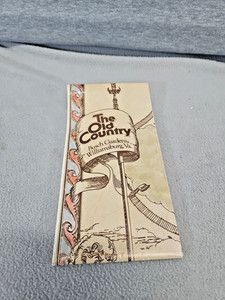 The
Old
Country
Busch Gardens
Williamsburg, Va.